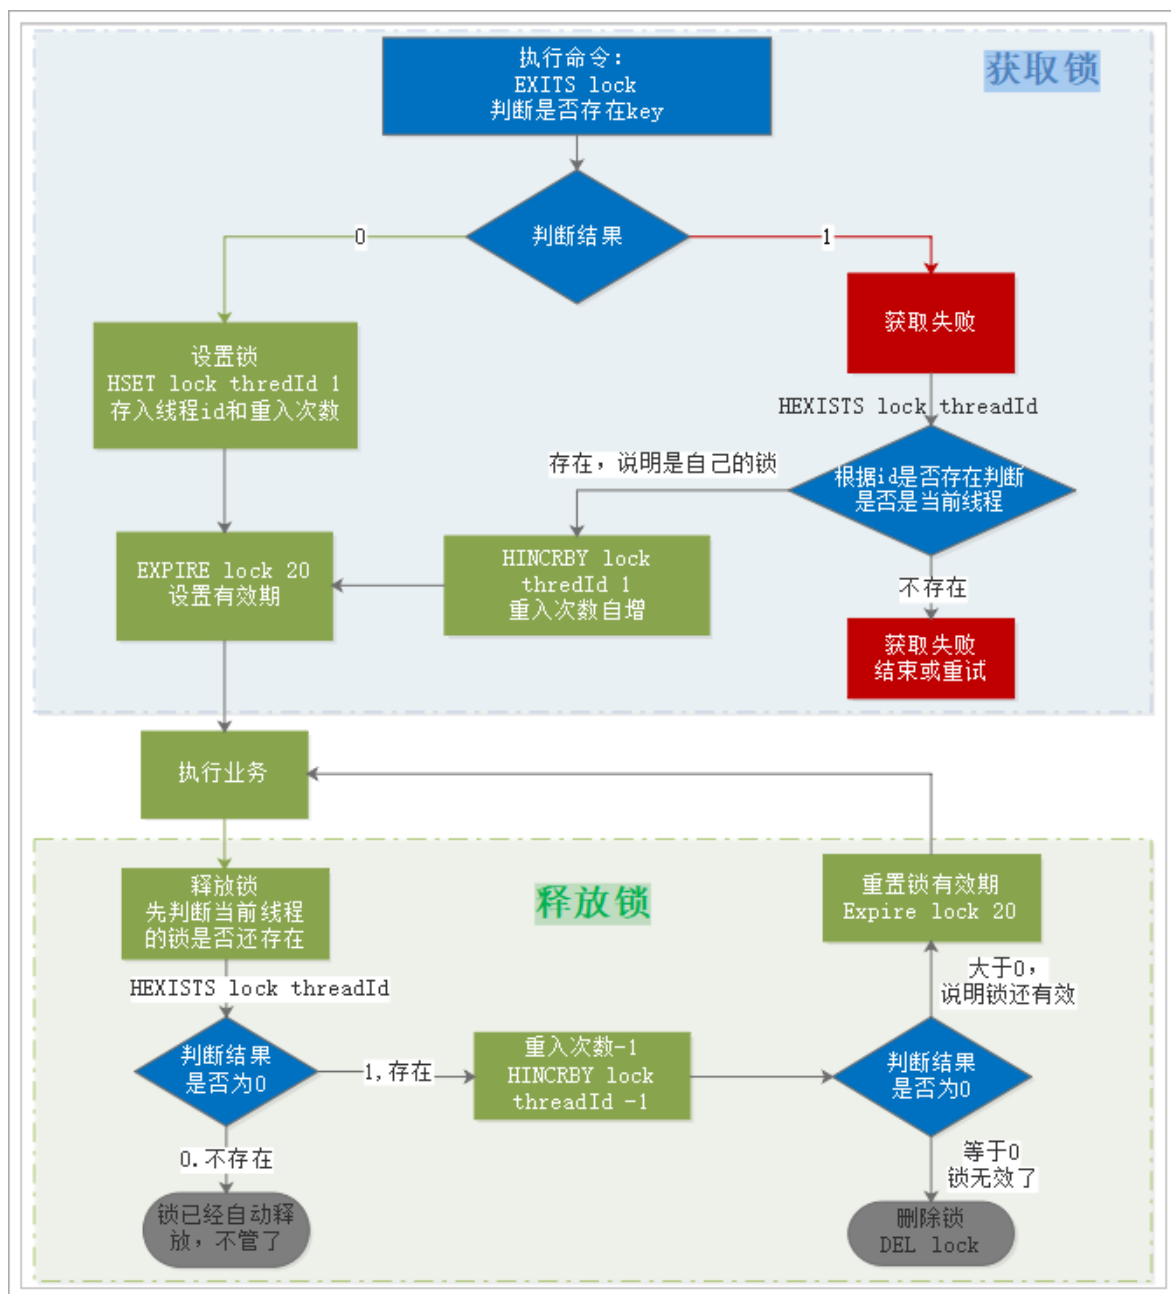 执行命令：
EXITS lock
判断是否存在key
获取锁
判断结果
0
1
获取失败
设置锁
HSET lock thredId 1
存入线程id和重入次数
HEXISTS lock threadId
存在，说明是自己的锁
根据id是否存在判断
是否是当前线程
EXPIRE lock 20
设置有效期
HINCRBY lock
thredId 1
重入次数自增
不存在
获取失败
结束或重试
执行业务
释放锁
先判断当前线程
的锁是否还存在
释放锁
重置锁有效期
Expire lock 20
HEXISTS lock threadId
大于0，
说明锁还有效
判断结果
是否为0
1,存在
重入次数-1
HINCRBY lock
threadId -1
判断结果
是否为0
0.不存在
等于0
锁无效了
锁已经自动释
放，不管了
删除锁
DEL lock